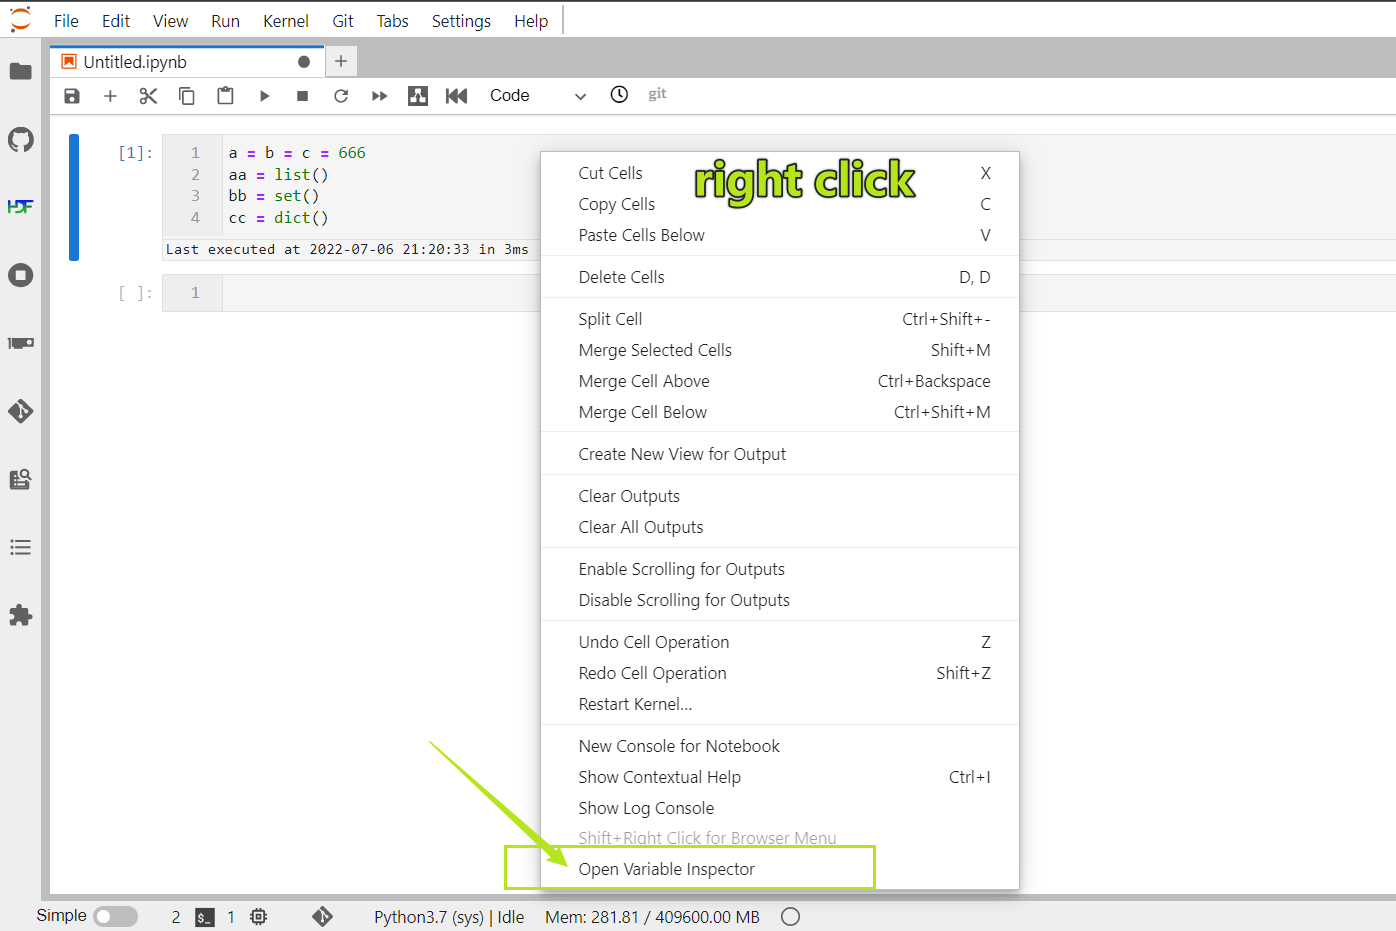 File Edit View Run Kernel Git Tabs Settings Help
Untitled.ipynb
Code git
[1]: 1 a = b = c = 666
2 aa = list()
3 bb = set()
4 cc = dict()
Last executed at 2022-07-06 21:20:33 in 3ms
[ ]: 1
HDF
right click
Cut Cells X
Copy Cells C
Paste Cells Below V
Delete Cells D, D
Split Cell Ctrl+Shift+-
Merge Selected Cells Shift+M
Merge Cell Above Ctrl+Backspace
Merge Cell Below Ctrl+Shift+M
Create New View for Output
Clear Outputs
Clear All Outputs
Enable Scrolling for Outputs
Disable Scrolling for Outputs
Undo Cell Operation Z
Redo Cell Operation Shift+Z
Restart Kernel...
New Console for Notebook
Show Contextual Help Ctrl+I
Show Log Console
Shift+Right Click for Browser Menu
Open Variable Inspector
Simple 2 $_ 1 Python3.7 (sys) | Idle Mem: 281.81 / 409600.00 MB